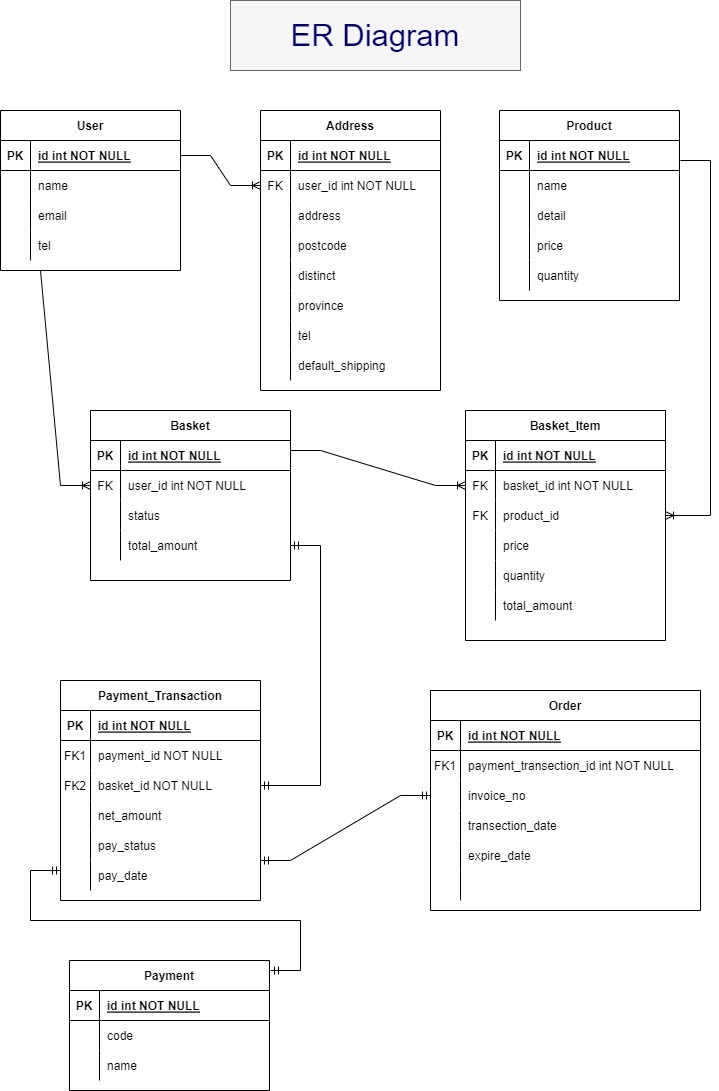 ER Diagram
User
PK id int NOT NULL
name
email
tel
Address
PK id int NOT NULL
FK user_id int NOT NULL
address
postcode
distinct
province
tel
default_shipping
Product
PK id int NOT NULL
name
detail
price
quantity
Basket
PK id int NOT NULL
FK user_id int NOT NULL
status
total_amount
Basket_Item
PK id int NOT NULL
FK basket_id int NOT NULL
FK product_id
price
quantity
total_amount
Payment_Transaction
PK id int NOT NULL
FK1 payment_id NOT NULL
FK2 basket_id NOT NULL
net_amount
pay_status
pay_date
Order
PK id int NOT NULL
FK1 payment_transection_id int NOT NULL
invoice_no
transection_date
expire_date
Payment
PK id int NOT NULL
code
name